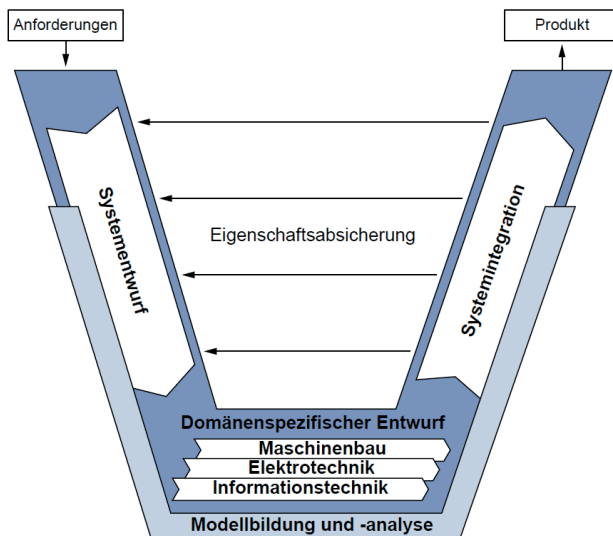 Anforderungen
Produkt
Systementwurf
Eigenschaftsabsicherung
Systemintegration
Domänenspezifischer Entwurf
Maschinenbau
Elektrotechnik
Informationstechnik
Modellbildung und -analyse